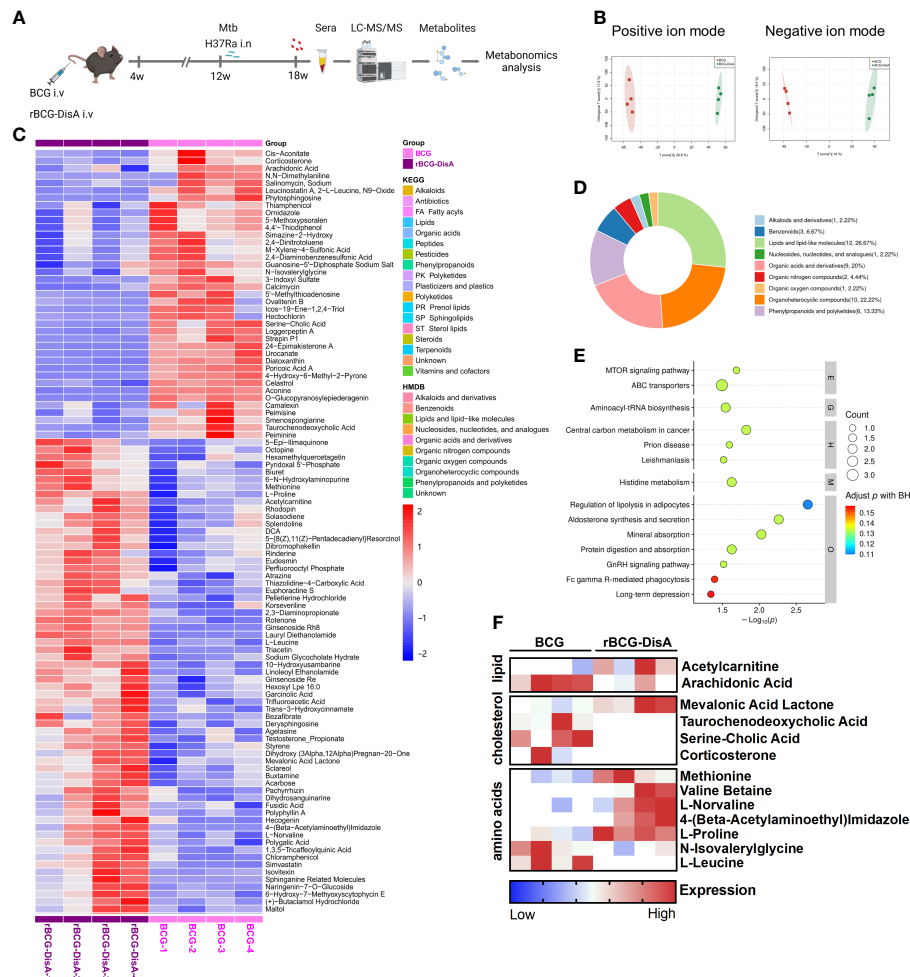 A
Mtb
H37Ra i.n
Sera
LC-MS/MS
Metabolites
Metabonomics
analysis
4w
12w
18w
BCG i.v
rBCG-DisA i.v
B
Positive ion mode
Negative ion mode
C
Group
Cis−Aconitate
Corticosterone
Arachidonic Acid
N,N−Dimethylaniline
Salinomycin, Sodium
Leucinostatin A, 2−L−Leucine, N9−Oxide
Phytosphingosine
Thiamphenicol
Ornidazole
5−Methoxypsoralen
4,4'−Thiodiphenol
Simazine−2−Hydroxy
2,4−Dinitrotoluene
M−Xylene−4−Sulfonic Acid
2,4−Diaminobenzenesulfonic Acid
Guanosine−5'−Diphosphate Sodium Salt
N−Isovalerylglycine
3−Indoxyl Sulfate
Calcimycin
5'−Methylthioadenosine
Ovalitenin B
Icos−19−Ene−1,2,4−Triol
Hectochlorin
Serine−Cholic Acid
Loggerpeptin A
Strepin P1
24−Epimakisterone A
Urocanate
Diatoxanthin
Poricoic Acid A
4−Hydroxy−6−Methyl−2−Pyrone
Celastrol
Aconine
O−Glucopyranosylepiederagenin
Camalexin
Peimisine
Smenospongiarine
Taurochenodeoxycholic Acid
Peiminine
5−Epi−Ilimaquinone
Octopine
Hexamethylquercetagetin
Pyridoxal 5'−Phosphate
Biuret
6−N−Hydroxylaminopurine
Methionine
L−Proline
Acetylcarnitine
Rhodopin
Solasodine
Splendoline
DCA
5−(8(Z),11(Z)−Pentadecadienyl)Resorcinol
Dibromophakellin
Rinderine
Eudesmin
Perfluorooctyl Phosphate
Atrazine
Thiazolidine−4−Carboxylic Acid
Euphoractine S
Pelletierine Hydrochloride
Korseveriline
2,3−Diaminopropionate
Rotenone
Ginsenoside Rh8
Lauryl Diethanolamide
L−Leucine
Triacetin
Sodium Glycocholate Hydrate
10−Hydroxyusambarine
Linoleoyl Ethanolamide
Ginsenoside Re
Hexosyl Lpe 16:0
Garcinolic Acid
Trifluoroacetic Acid
Trans−3−Hydroxycinnamate
Bezafibrate
Derysphingosine
Agelasine
Testosterone_Propionate
Styrene
Dihydroxy (3Alpha,12Alpha)Pregnan−20−One
Mevalonic Acid Lactone
Sclareol
Buxtamine
Acarbose
Pachyrrhizin
Dihydrosanguinarine
Fusidic Acid
Polyphyllin A
Hecogenin
4−(Beta−Acetylaminoethyl)Imidazole
L−Norvaline
Polygalic Acid
1,3,5−Tricaffeoylquinic Acid
Chloramphenicol
Simvastatin
Isovitexin
Sphinganine Related Molecules
Naringenin−7−O−Glucoside
6−Hydroxy−7−Methoxyscytophycin E
(+)−Butaclamol Hydrochloride
Maltol
BCG-1
BCG-2
BCG-3
BCG-4
Group
BCG
rBCG-DisA
KEGG
Alkaloids
Antibiotics
FA Fatty acyls
Lipids
Organic acids
Peptides
Pesticides
Phenylpropanoids
PK Polyketides
Plasticizers and plastics
Polyketides
PR Prenol lipids
SP Sphingolipids
ST Sterol lipids
Steroids
Terpenoids
Unknown
Vitamins and cofactors
HMDB
Alkaloids and derivatives
Benzenoids
Lipids and lipid−like molecules
Nucleosides, nucleotides, and analogues
Organic acids and derivatives
Organic nitrogen compounds
Organic oxygen compounds
Organoheterocyclic compounds
Phenylpropanoids and polyketides
Unknown
2
1
0
−1
−2
D
Alkaloids and derivatives(1, 2.22%)
Benzenoids(3, 6.67%)
Lipids and lipid−like molecules(12, 26.67%)
Nucleosides, nucleotides, and analogues(1, 2.22%)
Organic acids and derivatives(9, 20%)
Organic nitrogen compounds(2, 4.44%)
Organic oxygen compounds(1, 2.22%)
Organoheterocyclic compounds(10, 22.22%)
Phenylpropanoids and polyketides(6, 13.33%)
E
MTOR signaling pathway
ABC transporters
Aminoacyl-tRNA biosynthesis
Central carbon metabolism in cancer
Prion disease
Leishmaniasis
Histidine metabolism
Regulation of lipolysis in adipocytes
Aldosterone synthesis and secretion
Mineral absorption
Protein digestion and absorption
GnRH signaling pathway
Fc gamma R-mediated phagocytosis
Long-term depression
E
G
H
M
O
1.5
2.0
2.5
− Log10(p)
Count
1.0
1.5
2.0
2.5
3.0
Adjust p with BH
0.15
0.14
0.13
0.12
0.11
F
BCG
rBCG-DisA
lipid
Acetylcarnitine
Arachidonic Acid
cholesterol
Mevalonic Acid Lactone
Taurochenodeoxycholic Acid
Serine-Cholic Acid
Corticosterone
amino acids
Methionine
Valine Betaine
L-Norvaline
4-(Beta-Acetylaminoethyl)Imidazole
L-Proline
N-Isovalerylglycine
L-Leucine
Expression
Low
High